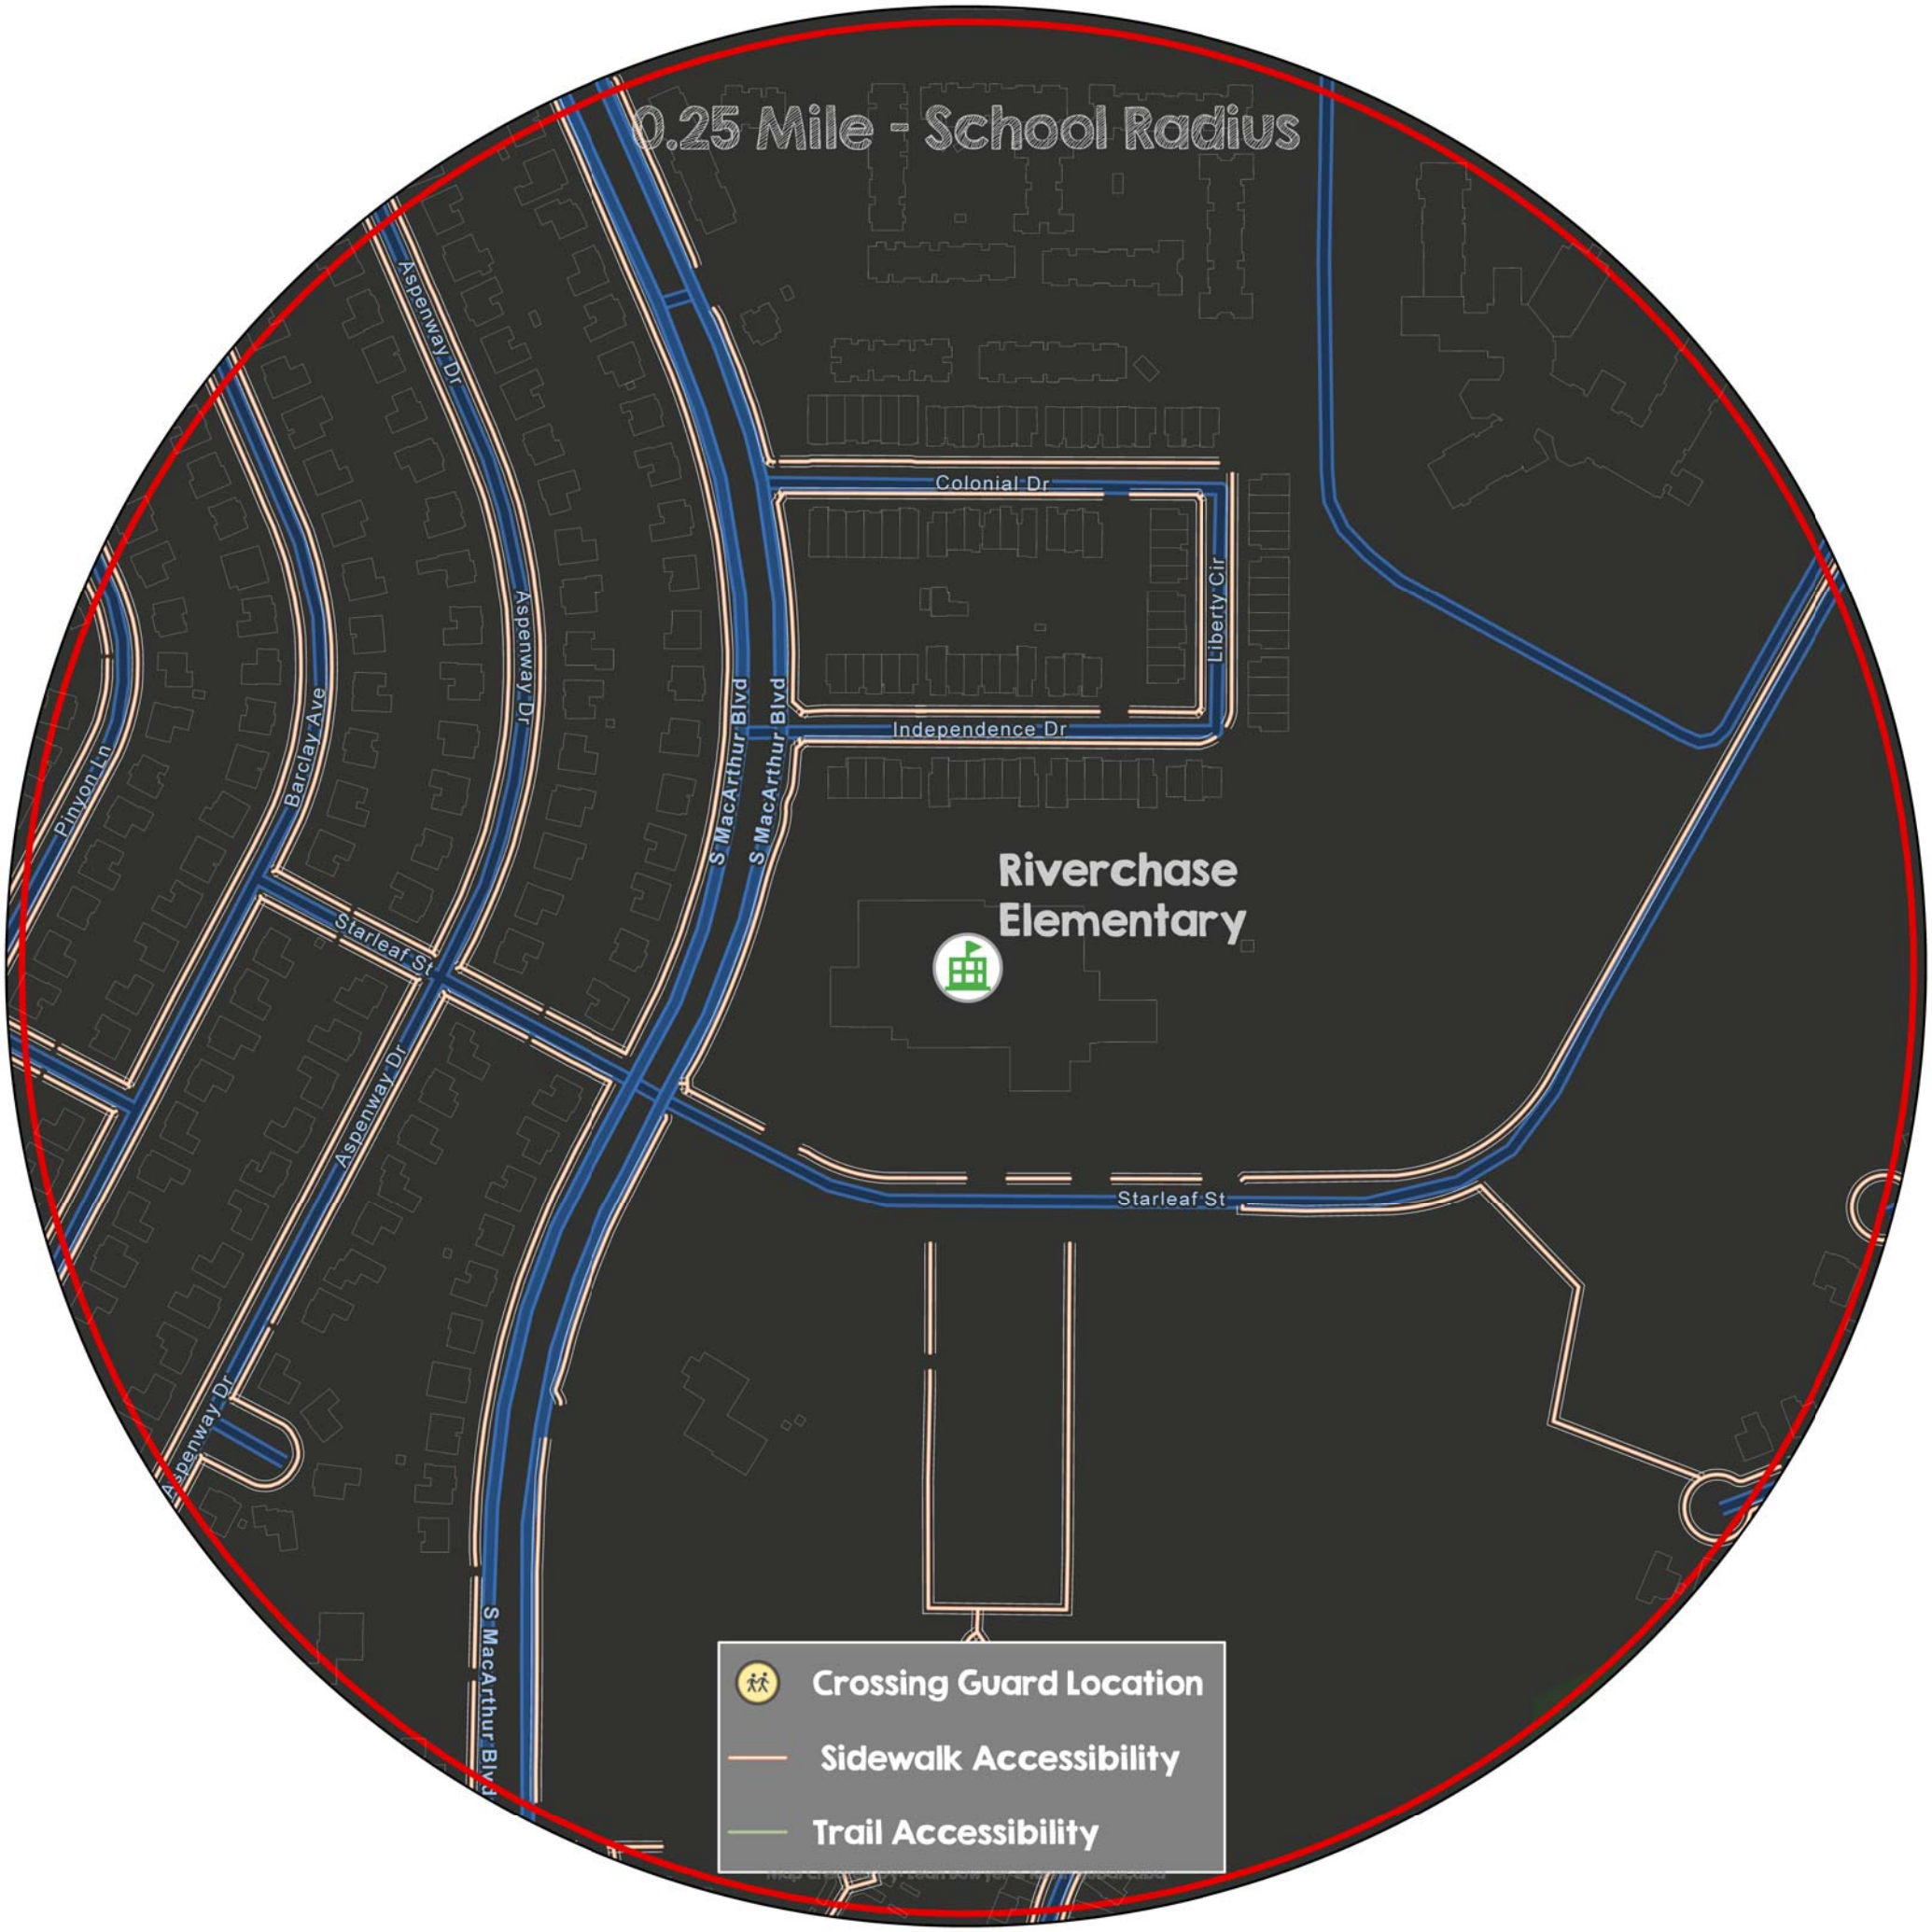 0.25 Mile - School Radius
Aspenway Dr
Colonial Dr
Aspenway Dr
Liberty Cir
S MacArthur Blvd
S MacArthur Blvd
Independence Dr
Barclay Ave
Pinyon Ln
Riverchase
Elementary
Starleaf St
Aspenway Dr
Starleaf St
Aspenway Dr
S MacArthur Blvd
Crossing Guard Location
Sidewalk Accessibility
Trail Accessibility